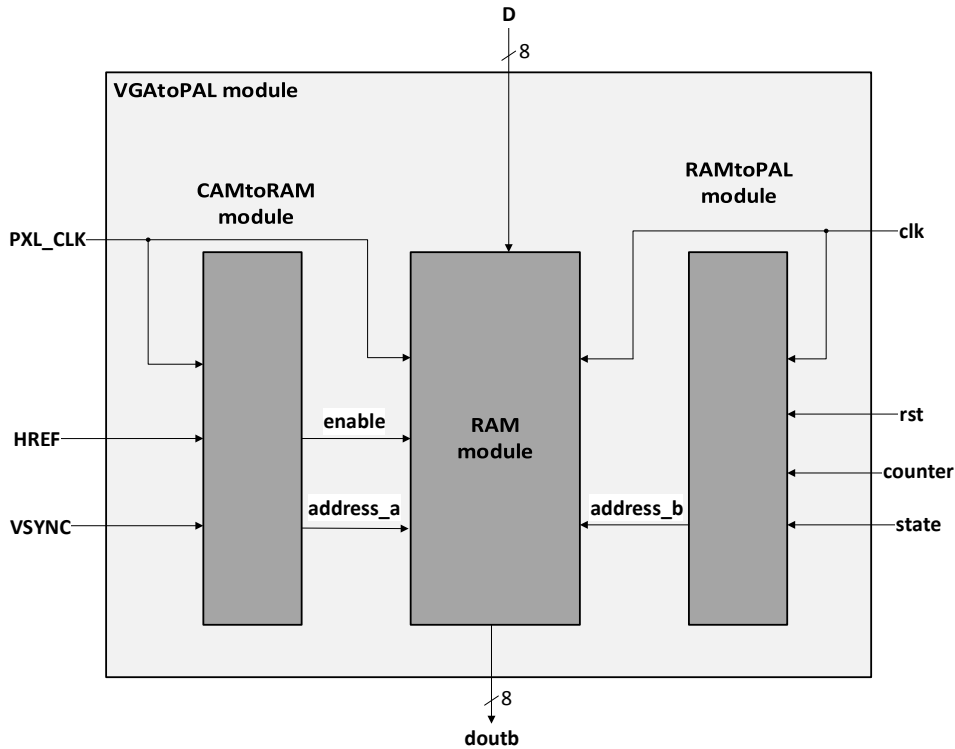 D
8
VGAtoPAL module
CAMtoRAM
module
RAMtoPAL
module
PXL_CLK
clk
HREF
enable
RAM
module
rst
counter
VSYNC
address_a
address_b
state
8
doutb